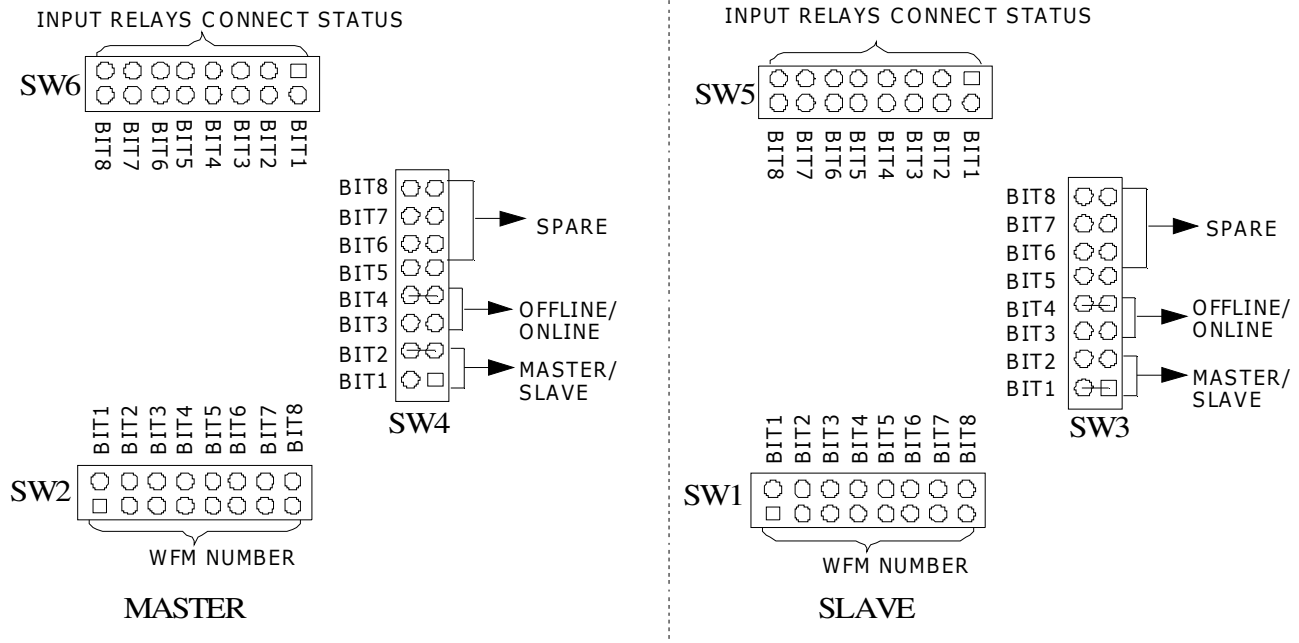 INPUT RELAYS CONNECT STATUS
SW6
BIT8
BIT7
BIT6
BIT5
BIT4
BIT3
BIT2
BIT1
BIT8
BIT7
BIT6
BIT5
BIT4
BIT3
BIT2
BIT1
SPARE
OFFLINE/
ONLINE
MASTER/
SLAVE
SW4
BIT1
BIT2
BIT3
BIT4
BIT5
BIT6
BIT7
BIT8
SW2
WFM NUMBER
MASTER
INPUT RELAYS CONNECT STATUS
SW5
BIT8
BIT7
BIT6
BIT5
BIT4
BIT3
BIT2
BIT1
BIT8
BIT7
BIT6
BIT5
BIT4
BIT3
BIT2
BIT1
SPARE
OFFLINE/
ONLINE
MASTER/
SLAVE
SW3
BIT1
BIT2
BIT3
BIT4
BIT5
BIT6
BIT7
BIT8
SW1
WFM NUMBER
SLAVE